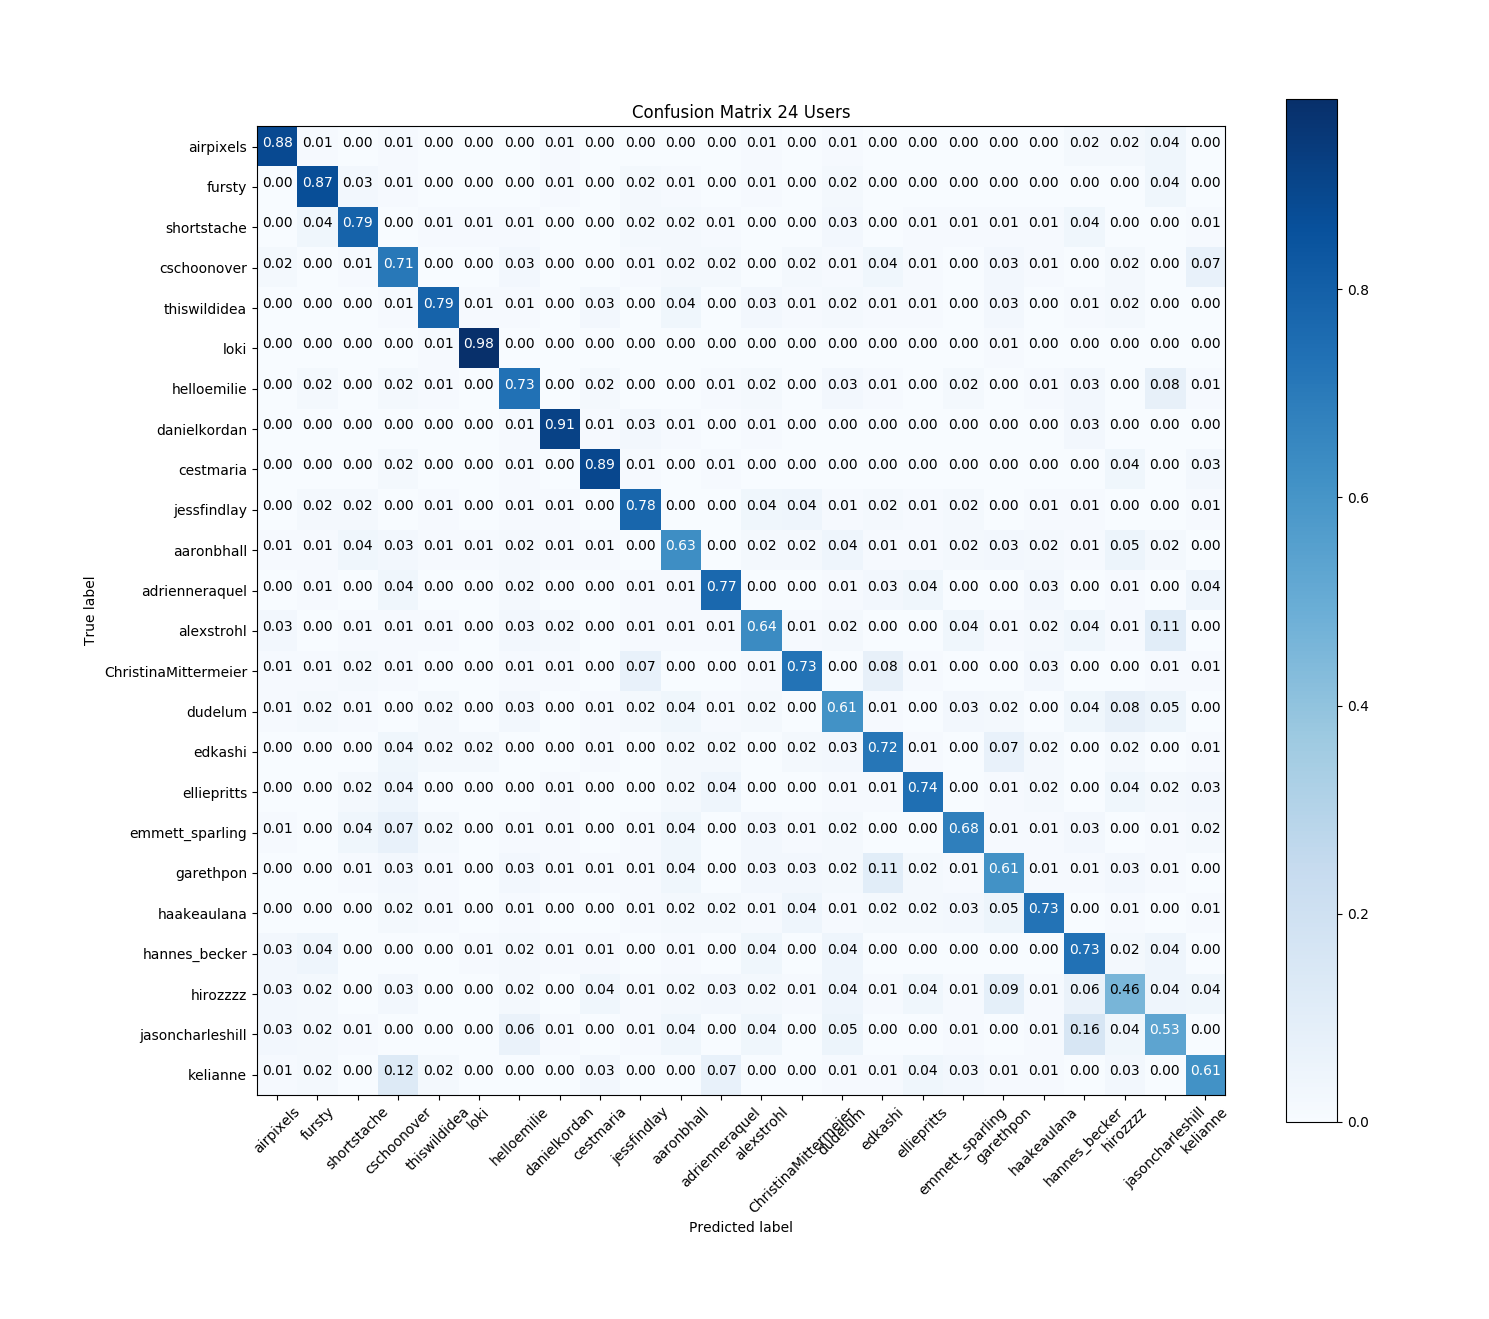 Confusion Matrix 24 Users
airpixels 0.88 0.01 0.00 0.01 0.00 0.00 0.00 0.01 0.00 0.00 0.00 0.00 0.01 0.00 0.01 0.00 0.00 0.00 0.00 0.00 0.02 0.02 0.04 0.00
fursty 0.00 0.87 0.03 0.01 0.00 0.00 0.00 0.01 0.00 0.02 0.01 0.00 0.01 0.00 0.02 0.00 0.00 0.00 0.00 0.00 0.00 0.00 0.04 0.00
shortstache 0.00 0.04 0.79 0.00 0.01 0.01 0.01 0.00 0.00 0.02 0.02 0.01 0.00 0.00 0.03 0.00 0.01 0.01 0.01 0.01 0.04 0.00 0.00 0.01
cschoonover 0.02 0.00 0.01 0.71 0.00 0.00 0.03 0.00 0.00 0.01 0.02 0.02 0.00 0.02 0.01 0.04 0.01 0.00 0.03 0.01 0.00 0.02 0.00 0.07
0.8
thiswildidea 0.00 0.00 0.00 0.01 0.79 0.01 0.01 0.00 0.03 0.00 0.04 0.00 0.03 0.01 0.02 0.01 0.01 0.00 0.03 0.00 0.01 0.02 0.00 0.00
loki 0.00 0.00 0.00 0.00 0.01 0.98 0.00 0.00 0.00 0.00 0.00 0.00 0.00 0.00 0.00 0.00 0.00 0.00 0.01 0.00 0.00 0.00 0.00 0.00
helloemilie 0.00 0.02 0.00 0.02 0.01 0.00 0.73 0.00 0.02 0.00 0.00 0.01 0.02 0.00 0.03 0.01 0.00 0.02 0.00 0.01 0.03 0.00 0.08 0.01
danielkordan 0.00 0.00 0.00 0.00 0.00 0.00 0.01 0.91 0.01 0.03 0.01 0.00 0.01 0.00 0.00 0.00 0.00 0.00 0.00 0.00 0.03 0.00 0.00 0.00
cestmaria 0.00 0.00 0.00 0.02 0.00 0.00 0.01 0.00 0.89 0.01 0.00 0.01 0.00 0.00 0.00 0.00 0.00 0.00 0.00 0.00 0.00 0.04 0.00 0.03
0.6
jessfindlay 0.00 0.02 0.02 0.00 0.01 0.00 0.01 0.01 0.00 0.78 0.00 0.00 0.04 0.04 0.01 0.02 0.01 0.02 0.00 0.01 0.01 0.00 0.00 0.01
aaronbhall 0.01 0.01 0.04 0.03 0.01 0.01 0.02 0.01 0.01 0.00 0.63 0.00 0.02 0.02 0.04 0.01 0.01 0.02 0.03 0.02 0.01 0.05 0.02 0.00
adrienneraquel 0.00 0.01 0.00 0.04 0.00 0.00 0.02 0.00 0.00 0.01 0.01 0.77 0.00 0.00 0.01 0.03 0.04 0.00 0.00 0.03 0.00 0.01 0.00 0.04
True label
alexstrohl 0.03 0.00 0.01 0.01 0.01 0.00 0.03 0.02 0.00 0.01 0.01 0.01 0.64 0.01 0.02 0.00 0.00 0.04 0.01 0.02 0.04 0.01 0.11 0.00
ChristinaMittermeier 0.01 0.01 0.02 0.01 0.00 0.00 0.01 0.01 0.00 0.07 0.00 0.00 0.01 0.73 0.00 0.08 0.01 0.00 0.00 0.03 0.00 0.00 0.01 0.01
0.4
dudelum 0.01 0.02 0.01 0.00 0.02 0.00 0.03 0.00 0.01 0.02 0.04 0.01 0.02 0.00 0.61 0.01 0.00 0.03 0.02 0.00 0.04 0.08 0.05 0.00
edkashi 0.00 0.00 0.00 0.04 0.02 0.02 0.00 0.00 0.01 0.00 0.02 0.02 0.00 0.02 0.03 0.72 0.01 0.00 0.07 0.02 0.00 0.02 0.00 0.01
elliepritts 0.00 0.00 0.02 0.04 0.00 0.00 0.00 0.01 0.00 0.00 0.02 0.04 0.00 0.00 0.01 0.01 0.74 0.00 0.01 0.02 0.00 0.04 0.02 0.03
emmett_sparling 0.01 0.00 0.04 0.07 0.02 0.00 0.01 0.01 0.00 0.01 0.04 0.00 0.03 0.01 0.02 0.00 0.00 0.68 0.01 0.01 0.03 0.00 0.01 0.02
garethpon 0.00 0.00 0.01 0.03 0.01 0.00 0.03 0.01 0.01 0.01 0.04 0.00 0.03 0.03 0.02 0.11 0.02 0.01 0.61 0.01 0.01 0.03 0.01 0.00
haakeaulana 0.00 0.00 0.00 0.02 0.01 0.00 0.01 0.00 0.00 0.01 0.02 0.02 0.01 0.04 0.01 0.02 0.02 0.03 0.05 0.73 0.00 0.01 0.00 0.01
0.2
hannes_becker 0.03 0.04 0.00 0.00 0.00 0.01 0.02 0.01 0.01 0.00 0.01 0.00 0.04 0.00 0.04 0.00 0.00 0.00 0.00 0.00 0.73 0.02 0.04 0.00
hirozzzz 0.03 0.02 0.00 0.03 0.00 0.00 0.02 0.00 0.04 0.01 0.02 0.03 0.02 0.01 0.04 0.01 0.04 0.01 0.09 0.01 0.06 0.46 0.04 0.04
jasoncharleshill 0.03 0.02 0.01 0.00 0.00 0.00 0.06 0.01 0.00 0.01 0.04 0.00 0.04 0.00 0.05 0.00 0.00 0.01 0.00 0.01 0.16 0.04 0.53 0.00
kelianne 0.01 0.02 0.00 0.12 0.02 0.00 0.00 0.00 0.03 0.00 0.00 0.07 0.00 0.00 0.01 0.01 0.04 0.03 0.01 0.01 0.00 0.03 0.00 0.61
0.0
airpixels fursty shortstache cschoonover thiswildidea loki helloemilie danielkordan cestmaria jessfindlay aaronbhall adrienneraquel alexstrohl ChristinaMittermeier dudelum edkashi elliepritts emmett_sparling garethpon haakeaulana hannes_becker hirozzzz jasoncharleshill kelianne
Predicted label